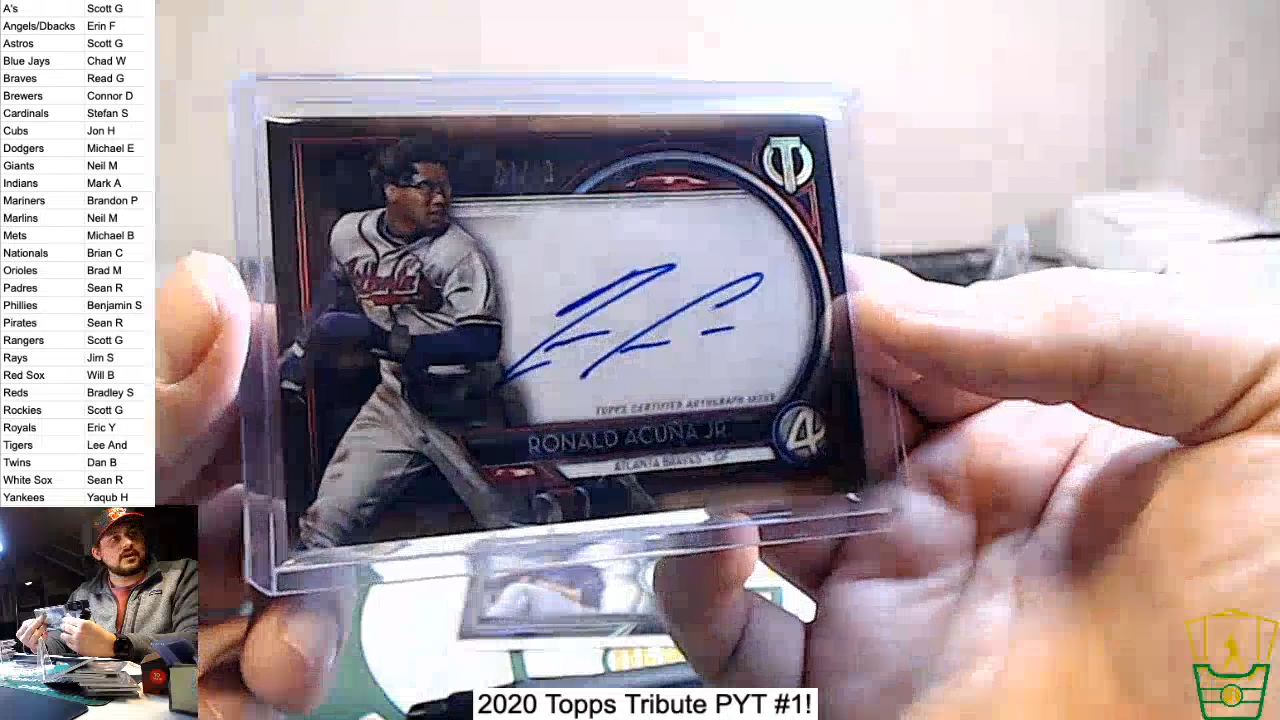 A's Scott G
Angels/Dbacks Erin F
Astros Scott G
Blue Jays Chad W
Braves Read G
Brewers Connor D
Cardinals Stefan S
Cubs Jon H
Dodgers Michael E
Giants Neil M
Indians Mark A
Mariners Brandon P
Marlins Neil M
Mets Michael B
Nationals Brian C
Orioles Brad M
Padres Sean R
Phillies Benjamin S
Pirates Sean R
Rangers Scott G
Rays Jim S
Red Sox Will B
Reds Bradley S
Rockies Scott G
Royals Eric Y
Tigers Lee And
Twins Dan B
White Sox Sean R
Yankees Yaqub H
TOPPS CERTIFIED AUTOGRAPH ISSUE
RONALD ACUÑA JR
ATLANTA BRAVES OF
2020 Topps Tribute PYT #1!